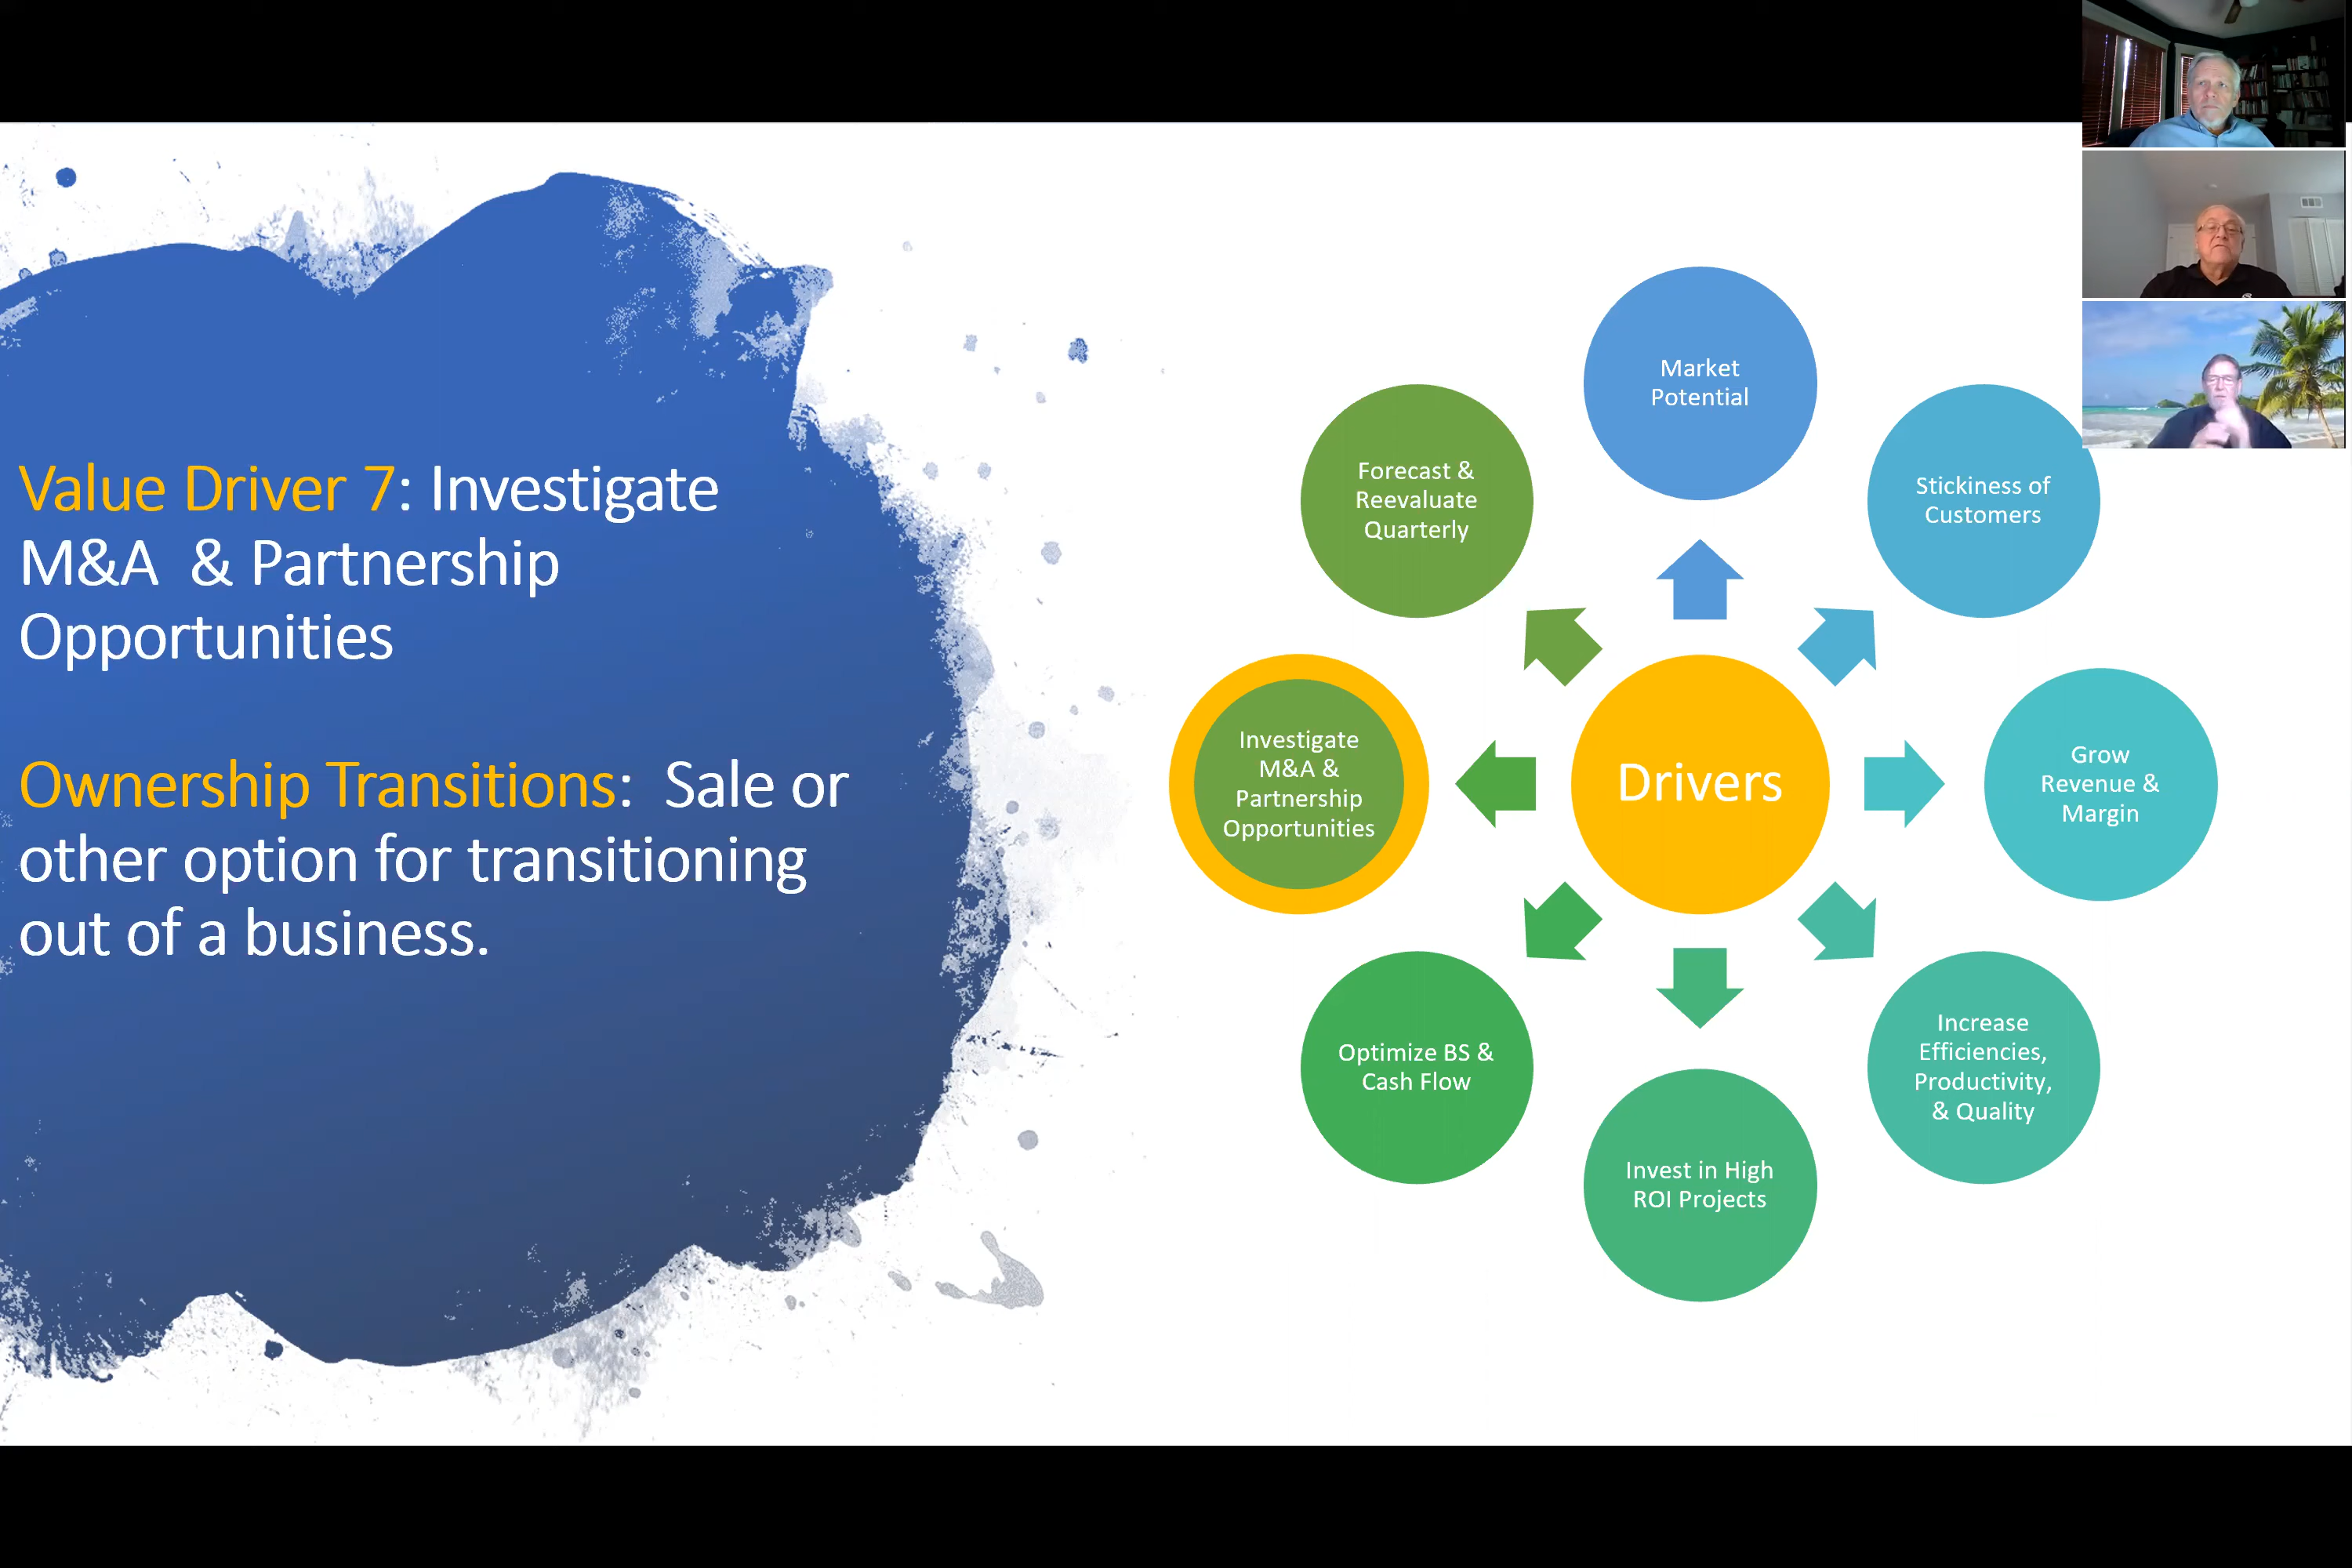 Value Driver 7: Investigate
M&A & Partnership
Opportunities
Ownership Transitions: Sale or
other option for transitioning
out of a business.
Market
Potential
Stickiness of
Customers
Grow
Revenue &
Margin
Increase
Efficiencies,
Productivity,
& Quality
Invest in High
ROI Projects
Optimize BS &
Cash Flow
Investigate
M&A &
Partnership
Opportunities
Forecast &
Reevaluate
Quarterly
Drivers